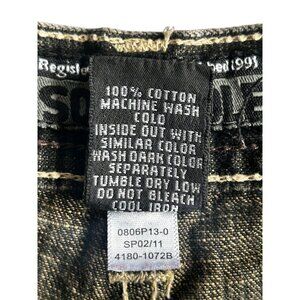 Regist
100% COTTON
MACHINE WASH
COLD
INSIDE OUT WITH
SIMILAR COLOR
WASH DARK COLOR
SEPARATELY
TUMBLE DRY LOW
DO NOT BLEACH
COOL IRON
0806P13-0
SP02/11
4180-1072B